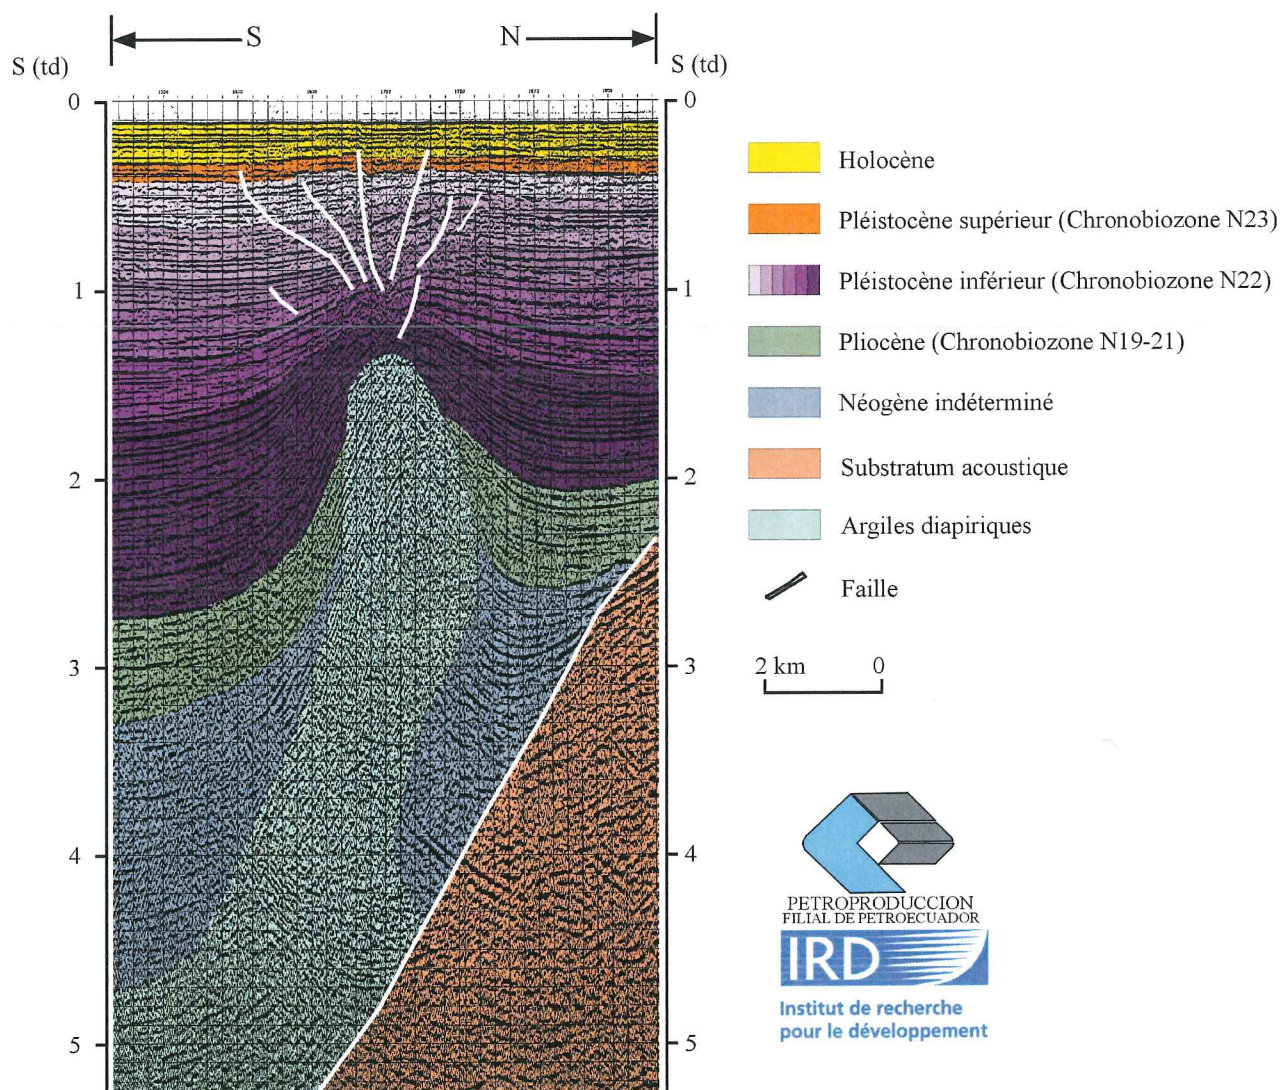 S N
S (td) S (td)
0 0
1 1
2 2
3 3
4 4
5 5
Holocène
Pléistocène supérieur (Chronobiozone N23)
Pléistocène inférieur (Chronobiozone N22)
Pliocène (Chronobiozone N19-21)
Néogène indéterminé
Substratum acoustique
Argiles diapiriques
Faille
2 km 0
PETROPRODUCCION
FILIAL DE PETROECUADOR
IRD
Institut de recherche
pour le développement